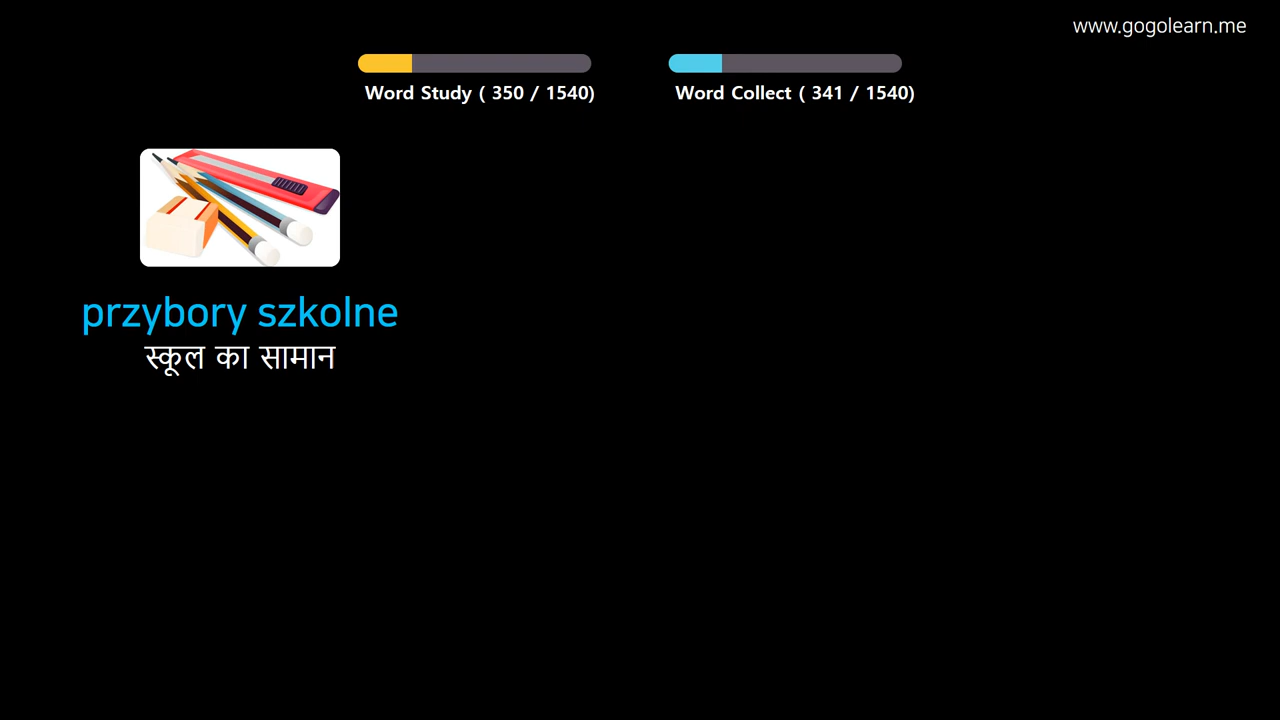 www.gogolearn.me
Word Study ( 350 / 1540)
Word Collect ( 341 / 1540)
przybory szkolne
स्कूल का सामान